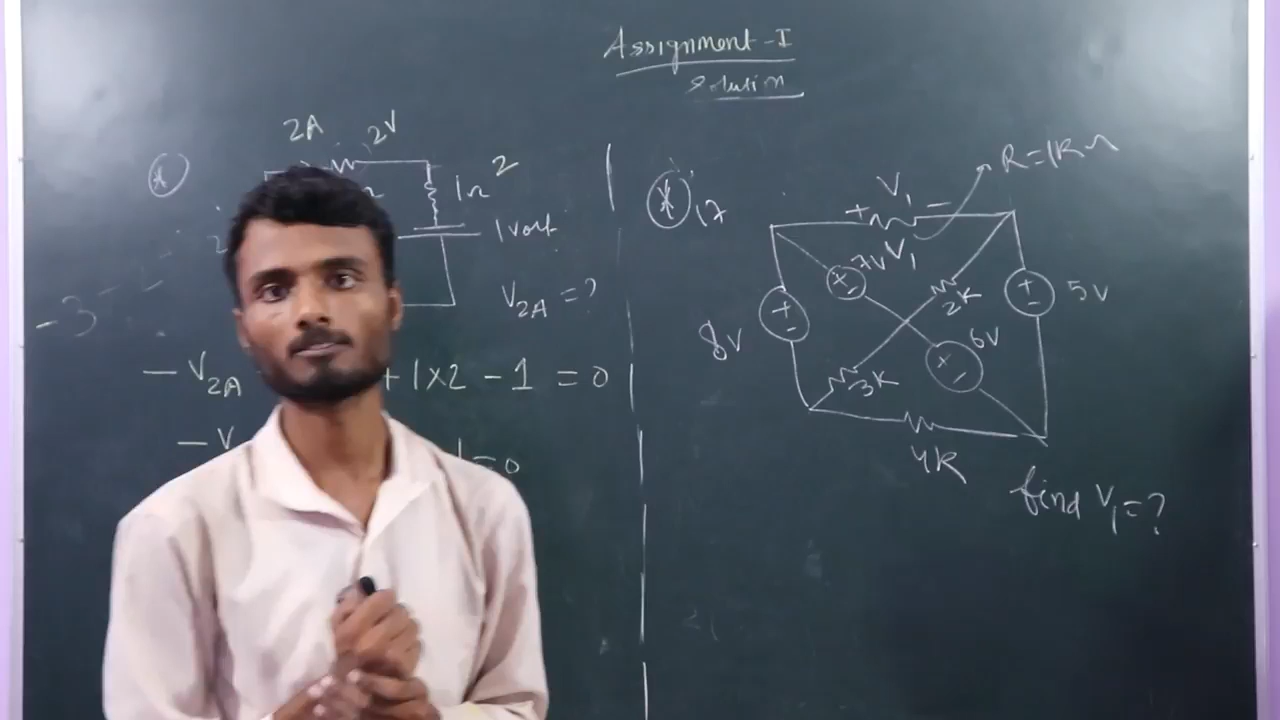 Assignment-I
Solution
2A 2V
1Ω 2
1 volt
V2A = ?
-3
- V2A + 1×2 - 1 = 0
- V 1=0
* 17
V1
+ -
R=1KΩ
V1
7V
2K
5V
8V
6V
3K
4K
find V1 = ?